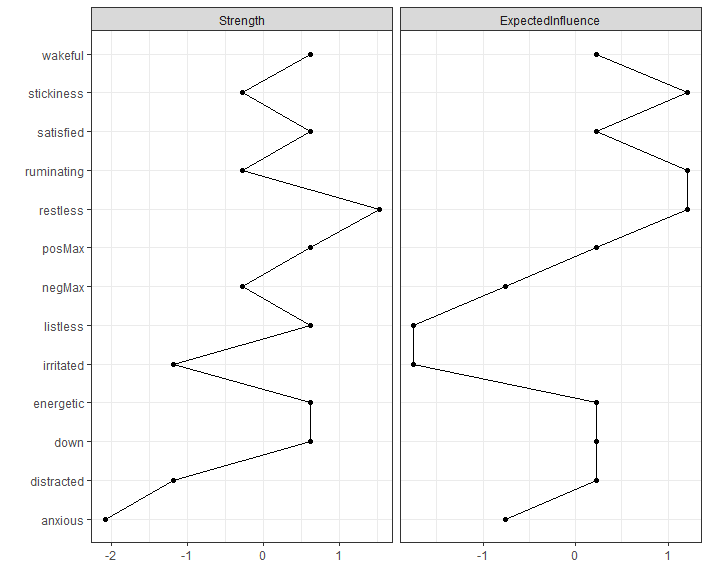 Strength ExpectedInfluence
wakeful
stickiness
satisfied
ruminating
restless
posMax
negMax
listless
irritated
energetic
down
distracted
anxious
-2 -1 0 1 -1 0 1